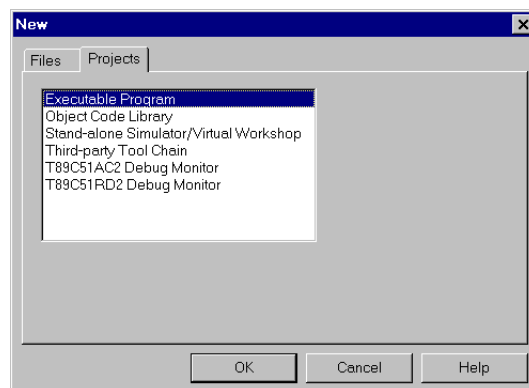 New
Files
Projects
Executable Program
Object Code Library
Stand-alone Simulator/Virtual Workshop
Third-party Tool Chain
T89C51AC2 Debug Monitor
T89C51RD2 Debug Monitor
OK
Cancel
Help